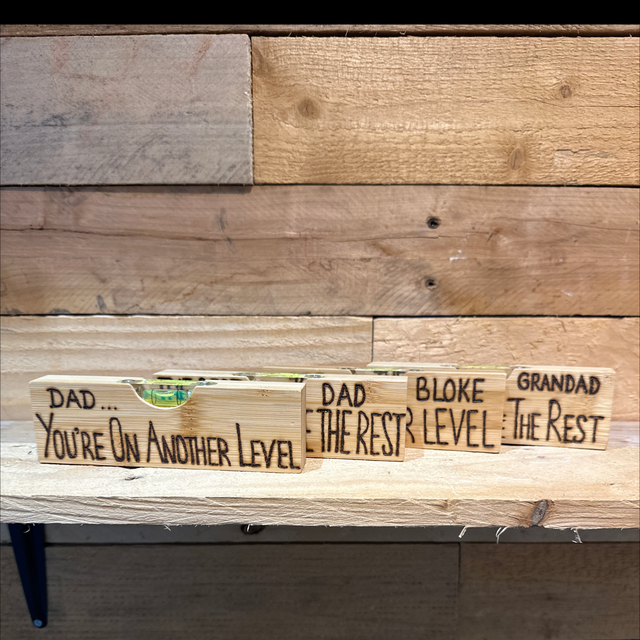 DAD...
YOU'RE ON ANOTHER LEVEL
DAD
THE REST
BLOKE
LEVEL
GRANDAD
THE REST